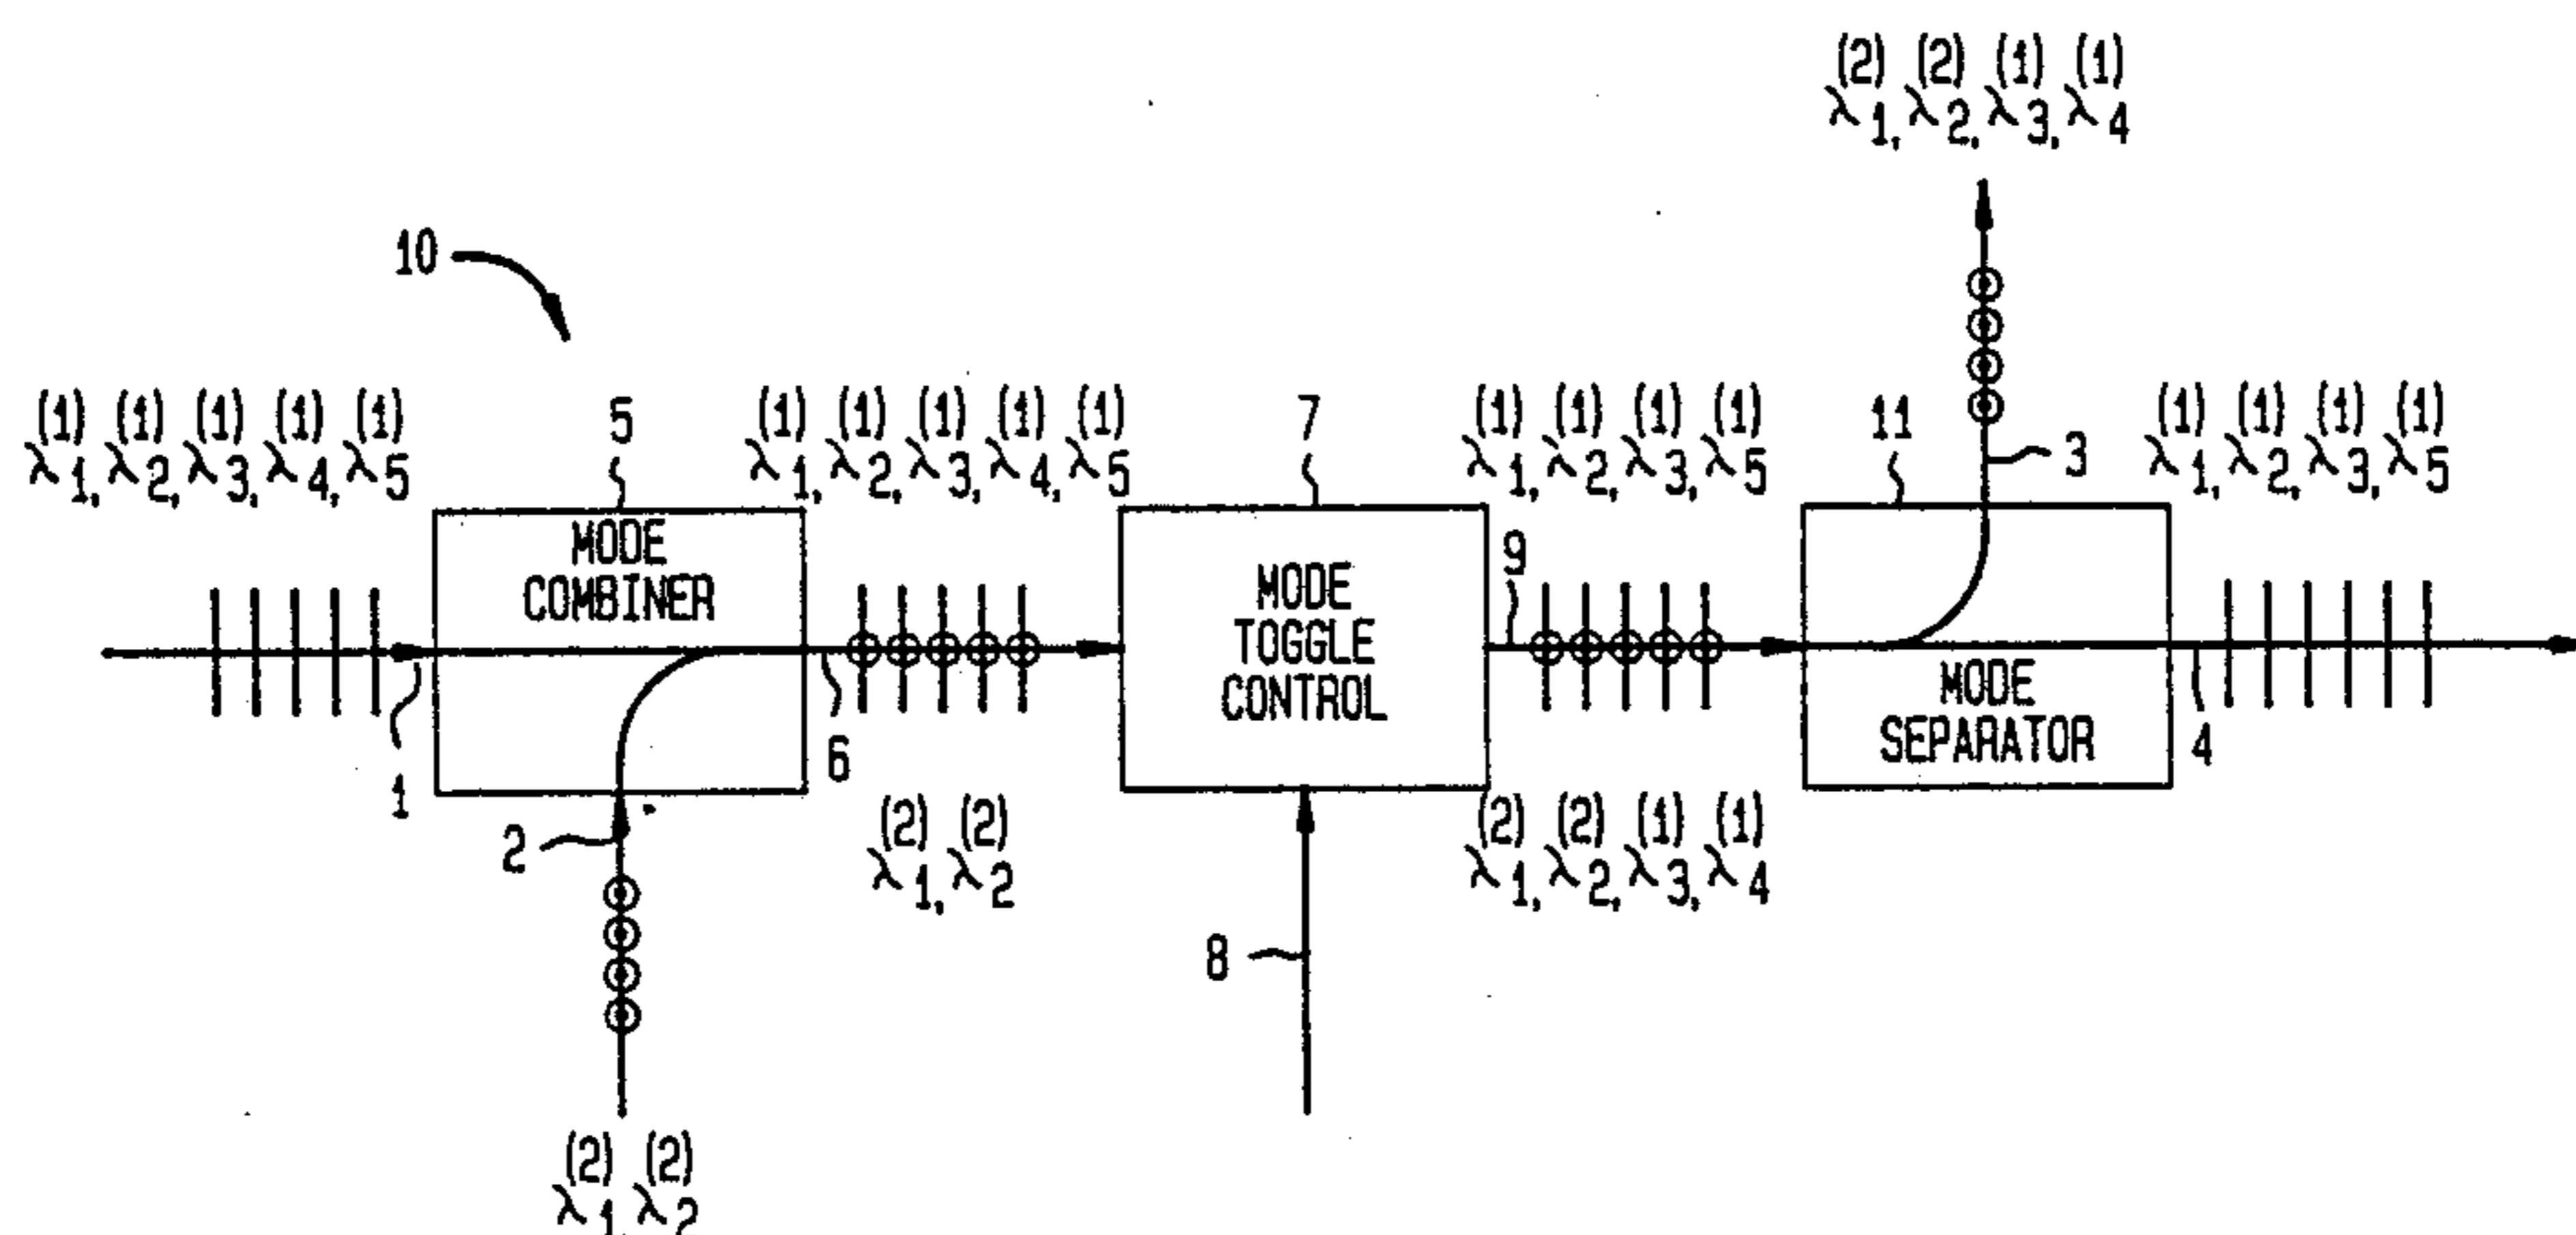 (2) (2) (1) (1)
λ1, λ2, λ3, λ4
10
(1) (1) (1) (1) (1)
λ1, λ2, λ3, λ4, λ5
5
(1) (1) (1) (1) (1)
λ1, λ2, λ3, λ4, λ5
7
(1) (1) (1) (1)
λ1, λ2, λ3, λ5
11
3
(1) (1) (1) (1)
λ1, λ2, λ3, λ5
MODE
COMBINER
MODE
TOGGLE
CONTROL
9
MODE
SEPARATOR
1
6
4
2
(2) (2)
λ1, λ2
8
(2) (2) (1) (1)
λ1, λ2, λ3, λ4
(2) (2)
λ1, λ2